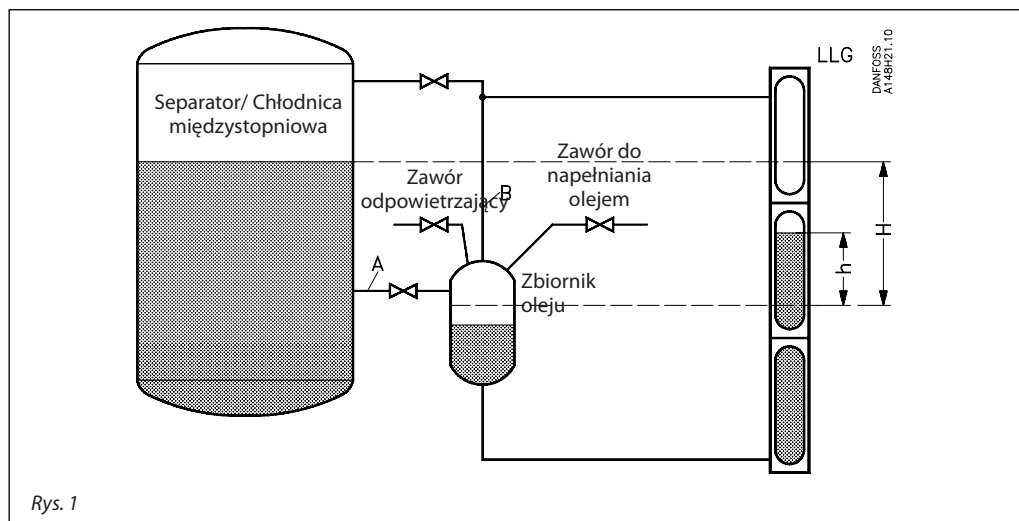 Separator/ Chłodnica
międzystopniowa
LLG
DANFOSS
A148H21.10
Zawór
odpowietrzający
B
Zawór do
napełniania
olejem
H
h
A
Zbiornik
oleju
Rys. 1